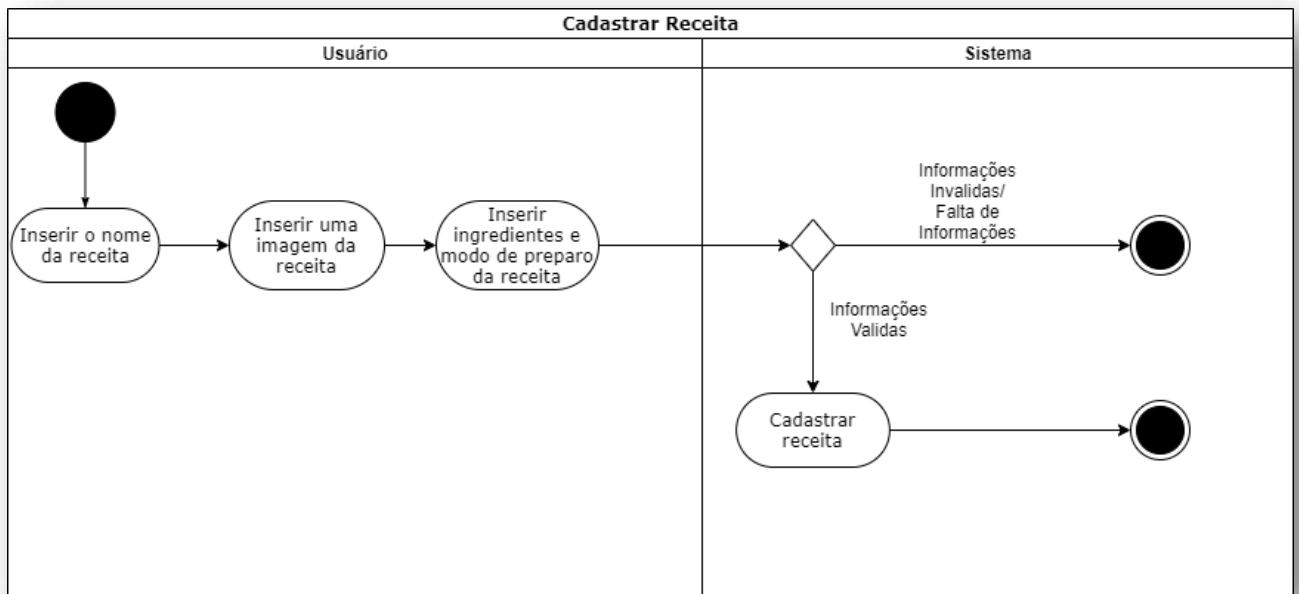 Cadastrar Receita
Usuário
Sistema
Inserir o nome
da receita
Inserir uma
imagem da
receita
Inserir
ingredientes e
modo de preparo
da receita
Informações
Invalidas/
Falta de
Informações
Informações
Validas
Cadastrar
receita